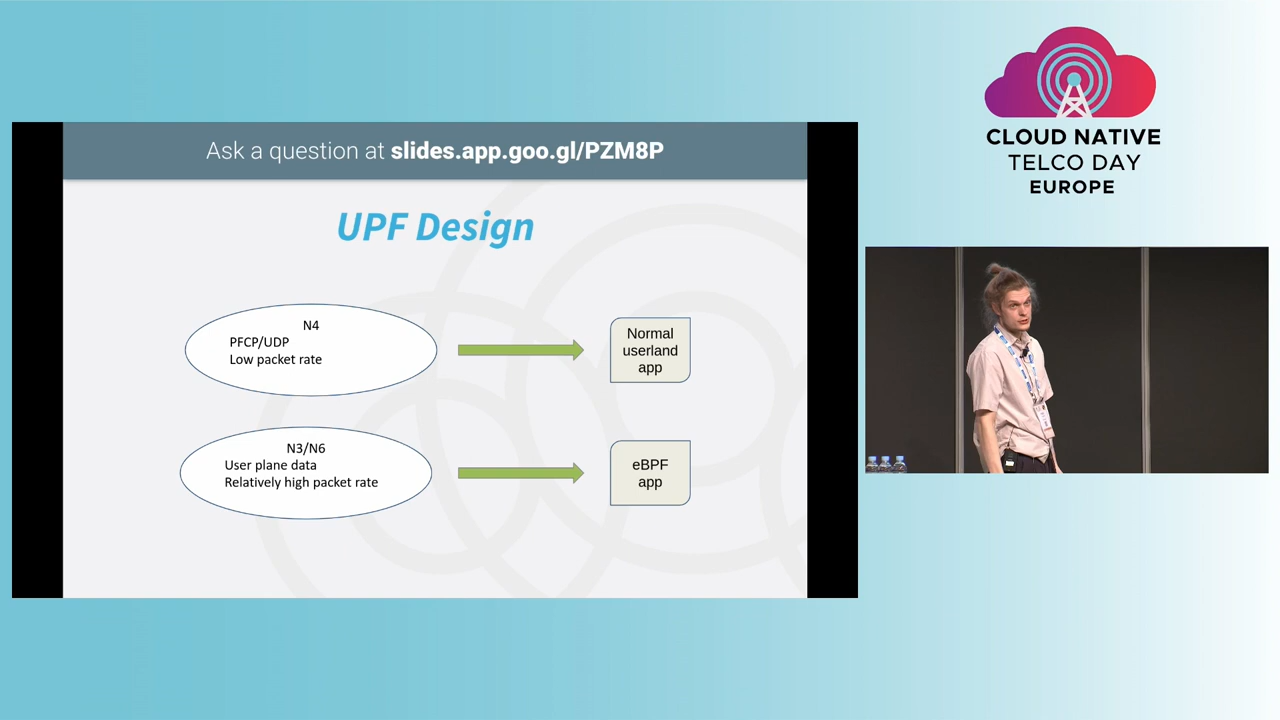 Ask a question at slides.app.goo.gl/PZM8P
UPF Design
N4
PFCP/UDP
Low packet rate
Normal
userland
app
N3/N6
User plane data
Relatively high packet rate
eBPF
app
CLOUD NATIVE
TELCO DAY
EUROPE